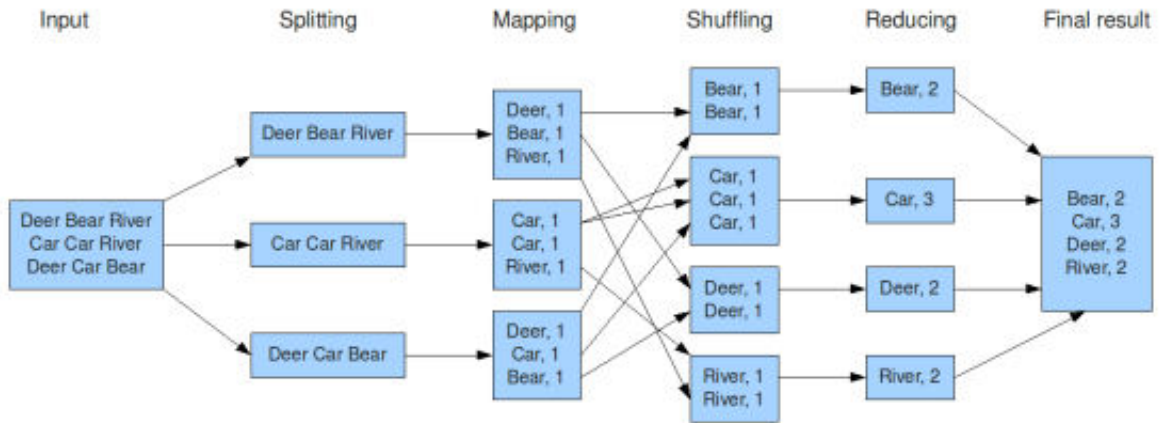 Input
Splitting
Mapping
Shuffling
Reducing
Final result
Deer Bear River
Car Car River
Deer Car Bear
Deer Bear River
Car Car River
Deer Car Bear
Deer, 1
Bear, 1
River, 1
Car, 1
Car, 1
River, 1
Deer, 1
Car, 1
Bear, 1
Bear, 1
Bear, 1
Car, 1
Car, 1
Car, 1
Deer, 1
Deer, 1
River, 1
River, 1
Bear, 2
Car, 3
Deer, 2
River, 2
Bear, 2
Car, 3
Deer, 2
River, 2